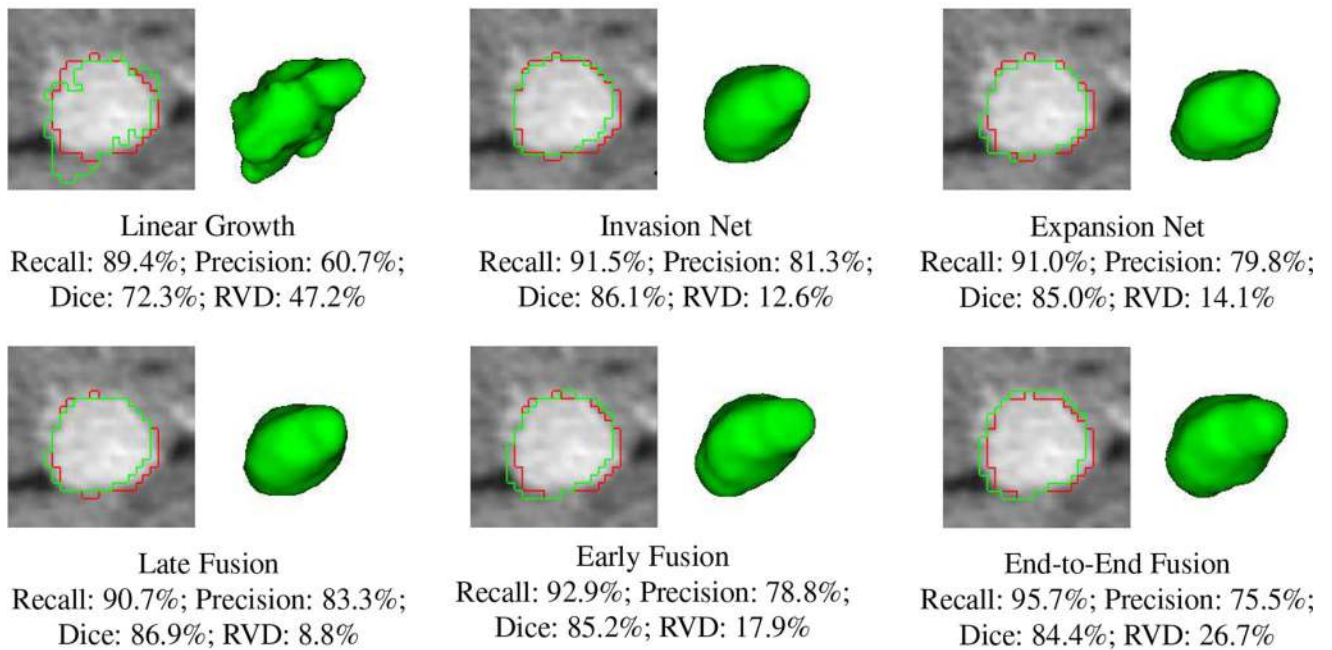 Linear Growth
Recall: 89.4%; Precision: 60.7%;
Dice: 72.3%; RVD: 47.2%
Invasion Net
Recall: 91.5%; Precision: 81.3%;
Dice: 86.1%; RVD: 12.6%
Expansion Net
Recall: 91.0%; Precision: 79.8%;
Dice: 85.0%; RVD: 14.1%
Late Fusion
Recall: 90.7%; Precision: 83.3%;
Dice: 86.9%; RVD: 8.8%
Early Fusion
Recall: 92.9%; Precision: 78.8%;
Dice: 85.2%; RVD: 17.9%
End-to-End Fusion
Recall: 95.7%; Precision: 75.5%;
Dice: 84.4%; RVD: 26.7%